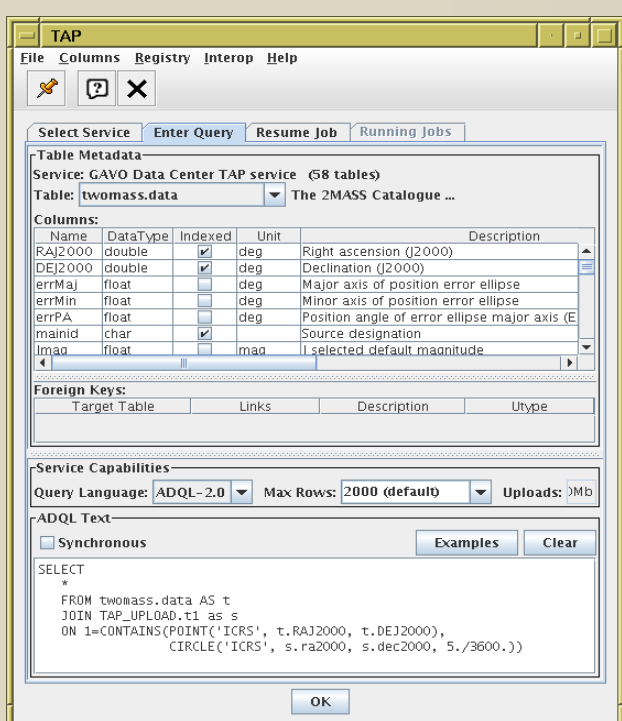 TAP
File Columns Registry Interop Help
Select Service Enter Query Resume Job Running Jobs
Table Metadata
Service: GAVO Data Center TAP service (58 tables)
Table: twomass.data The 2MASS Catalogue ...
Columns:
Name DataType Indexed Unit Description
RAJ2000 double deg Right ascension (J2000)
DEJ2000 double deg Declination (J2000)
errMaj float deg Major axis of position error ellipse
errMin float deg Minor axis of position error ellipse
errPA float deg Position angle of error ellipse major axis (E
mainid char Source designation
Jmag float mag J selected default magnitude
Foreign Keys:
Target Table Links Description Utype
Service Capabilities
Query Language: ADQL-2.0 Max Rows: 2000 (default) Uploads: 0Mb
ADQL Text
Synchronous Examples Clear
SELECT
*
FROM twomass.data AS t
JOIN TAP_UPLOAD.t1 as s
ON 1=CONTAINS(POINT('ICRS', t.RAJ2000, t.DEJ2000),
CIRCLE('ICRS', s.ra2000, s.dec2000, 5./3600.))
OK